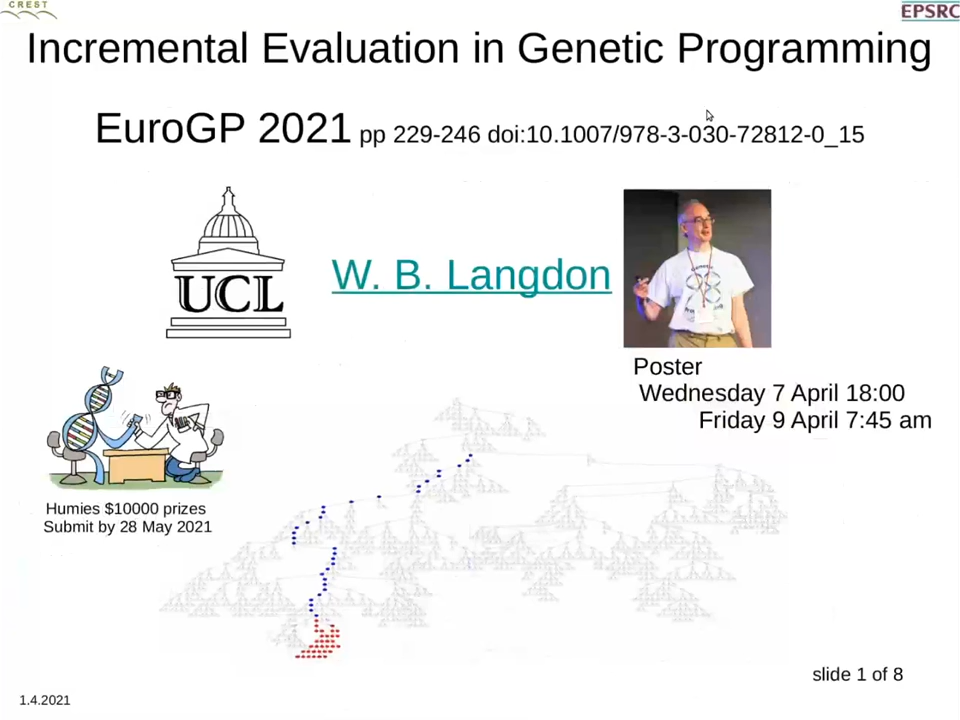 CREST
EPSRC
Incremental Evaluation in Genetic Programming
EuroGP 2021 pp 229-246 doi:10.1007/978-3-030-72812-0_15
UCL
W. B. Langdon
Poster
Wednesday 7 April 18:00
Friday 9 April 7:45 am
Humies $10000 prizes
Submit by 28 May 2021
slide 1 of 8
1.4.2021